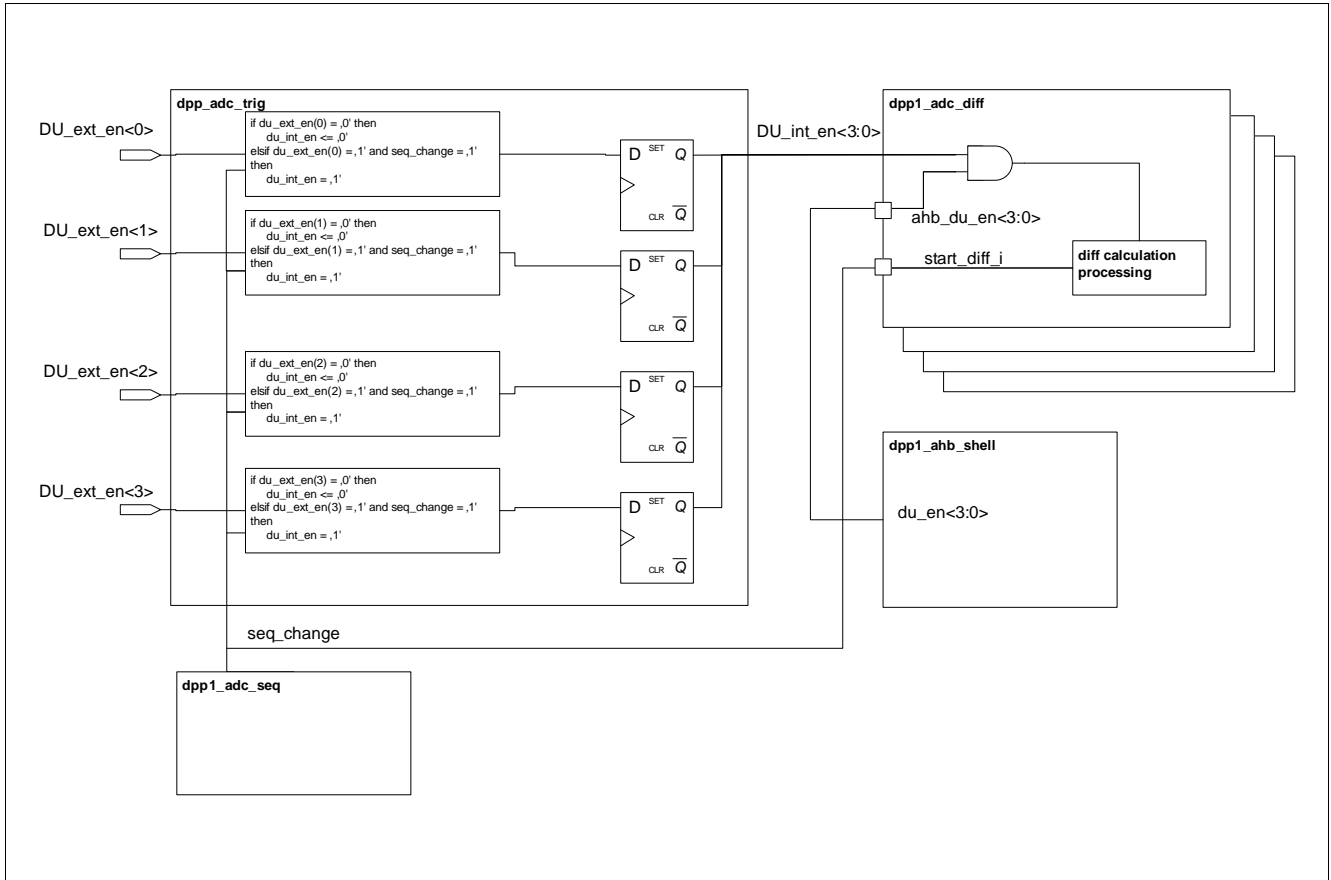 dpp_adc_trig
DU_ext_en<0>
if du_ext_en(0) = ‚0' then
du_int_en <= ‚0'
elsif du_ext_en(0) = ‚1' and seq_change = ‚1'
then
du_int_en = ‚1'
D SET Q
CLR Q
DU_ext_en<1>
if du_ext_en(1) = ‚0' then
du_int_en <= ‚0'
elsif du_ext_en(1) = ‚1' and seq_change = ‚1'
then
du_int_en = ‚1'
D SET Q
CLR Q
DU_ext_en<2>
if du_ext_en(2) = ‚0' then
du_int_en <= ‚0'
elsif du_ext_en(2) = ‚1' and seq_change = ‚1'
then
du_int_en = ‚1'
D SET Q
CLR Q
DU_ext_en<3>
if du_ext_en(3) = ‚0' then
du_int_en <= ‚0'
elsif du_ext_en(3) = ‚1' and seq_change = ‚1'
then
du_int_en = ‚1'
D SET Q
CLR Q
DU_int_en<3:0>
dpp1_adc_diff
ahb_du_en<3:0>
start_diff_i
diff calculation
processing
dpp1_ahb_shell
du_en<3:0>
seq_change
dpp1_adc_seq